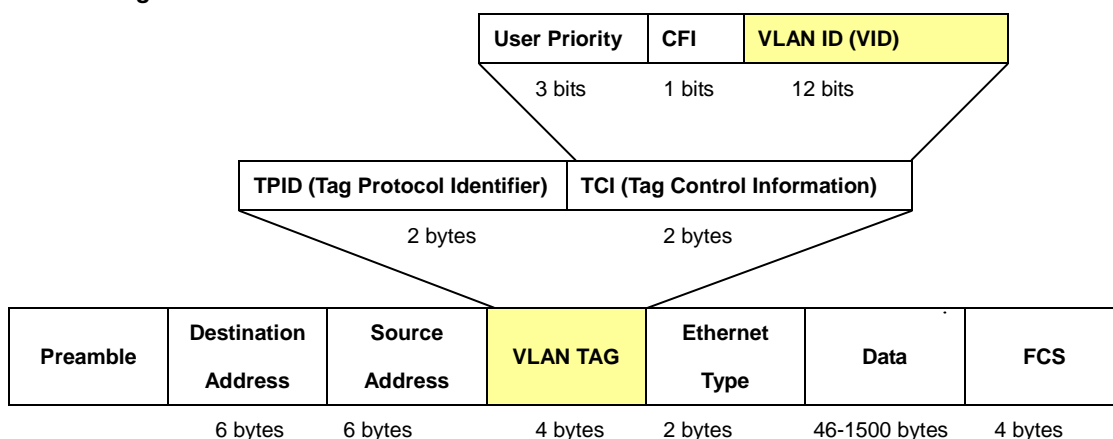 User Priority CFI VLAN ID (VID)
3 bits 1 bits 12 bits
TPID (Tag Protocol Identifier) TCI (Tag Control Information)
2 bytes 2 bytes
Preamble Destination Address Source Address VLAN TAG Ethernet Type Data FCS
6 bytes 6 bytes 4 bytes 2 bytes 46-1500 bytes 4 bytes